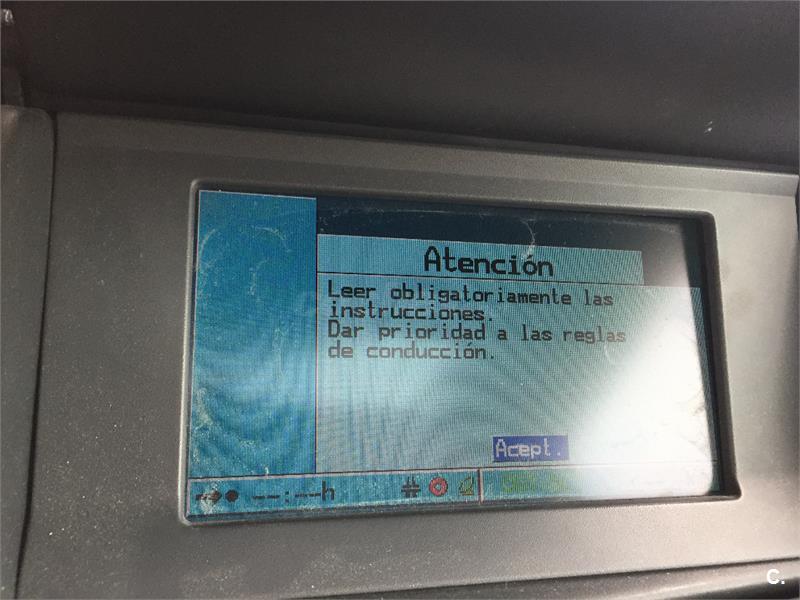 Atención
Leer obligatoriamente las
instrucciones.
Dar prioridad a las reglas
de conducción.
Acept.
--:--h
C.